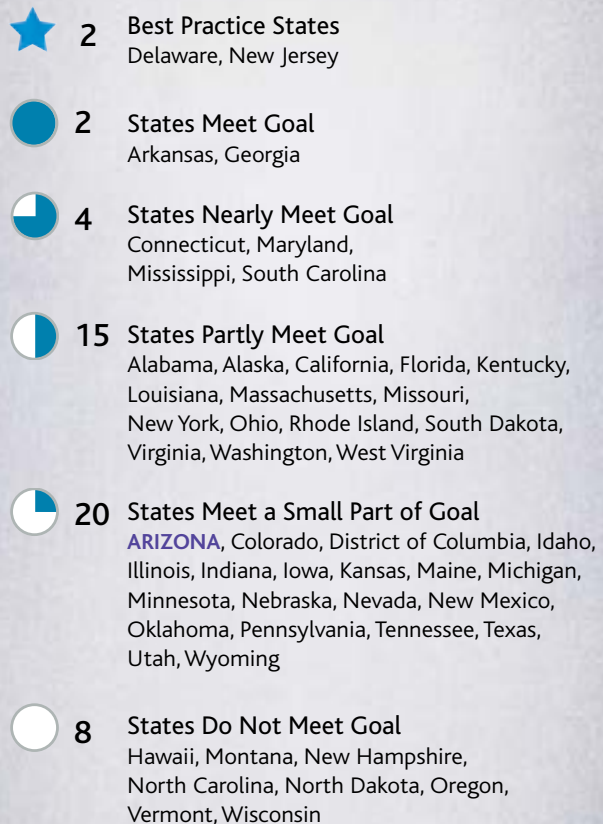 2 Best Practice States
Delaware, New Jersey
2 States Meet Goal
Arkansas, Georgia
4 States Nearly Meet Goal
Connecticut, Maryland,
Mississippi, South Carolina
15 States Partly Meet Goal
Alabama, Alaska, California, Florida, Kentucky,
Louisiana, Massachusetts, Missouri,
New York, Ohio, Rhode Island, South Dakota,
Virginia, Washington, West Virginia
20 States Meet a Small Part of Goal
ARIZONA, Colorado, District of Columbia, Idaho,
Illinois, Indiana, Iowa, Kansas, Maine, Michigan,
Minnesota, Nebraska, Nevada, New Mexico,
Oklahoma, Pennsylvania, Tennessee, Texas,
Utah, Wyoming
8 States Do Not Meet Goal
Hawaii, Montana, New Hampshire,
North Carolina, North Dakota, Oregon,
Vermont, Wisconsin